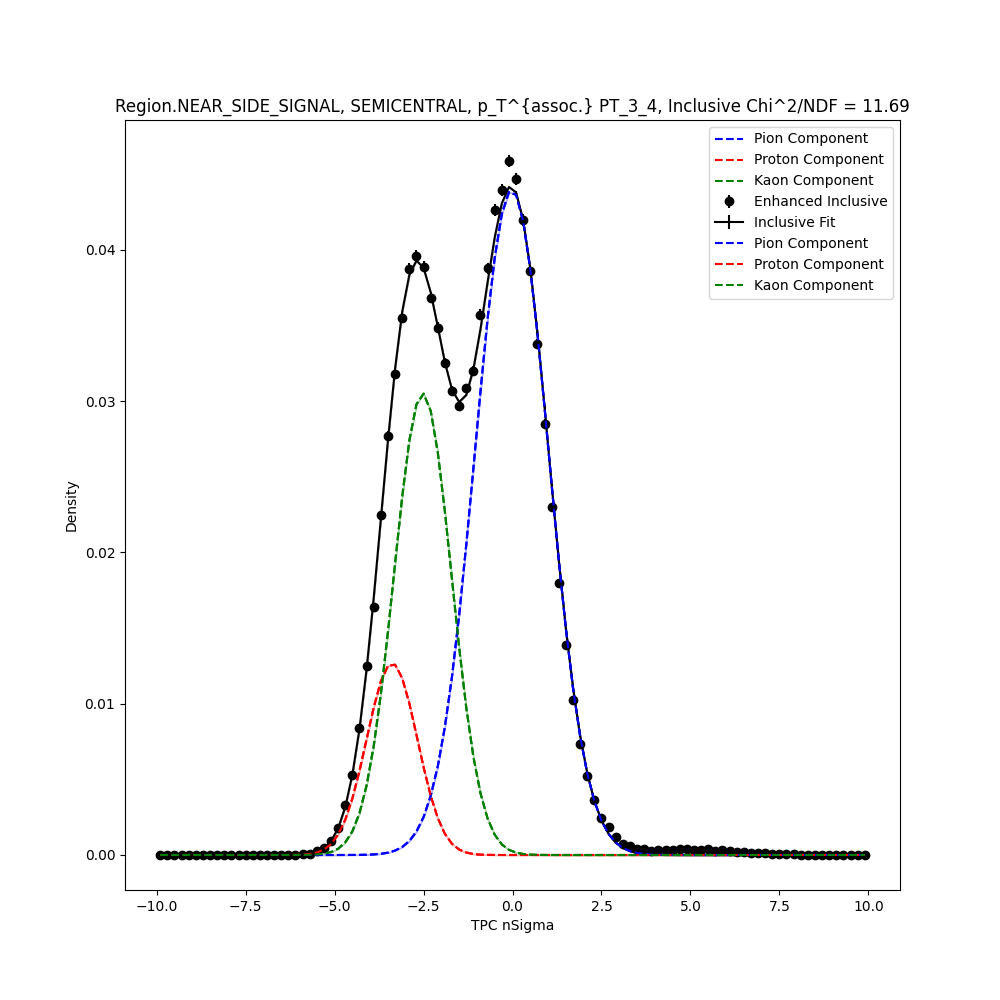 Region.NEAR_SIDE_SIGNAL, SEMICENTRAL, p_T^{assoc.} PT_3_4, Inclusive Chi^2/NDF = 11.69
Pion Component
Proton Component
Kaon Component
Enhanced Inclusive
Inclusive Fit
Pion Component
Proton Component
Kaon Component
0.04
0.03
0.02
0.01
0.00
Density
−10.0 −7.5 −5.0 −2.5 0.0 2.5 5.0 7.5 10.0
TPC nSigma